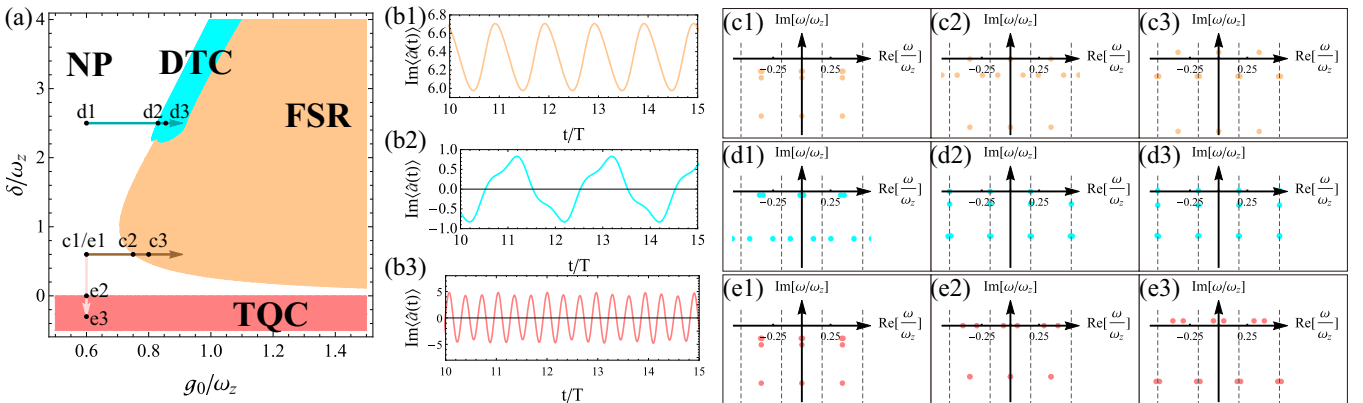 (a)
NP
DTC
FSR
TQC
d1
d2
d3
c1/e1
c2
c3
e2
e3
4
3
2
1
0
δ/ω_z
0.6
0.8
1.0
1.2
1.4
g_0/ω_z
(b1)
Im⟨â(t)⟩
6.8
6.6
6.4
6.2
6.0
10
11
12
13
14
15
t/T
(b2)
Im⟨â(t)⟩
1.0
0.5
0.0
-0.5
-1.0
10
11
12
13
14
15
t/T
(b3)
Im⟨â(t)⟩
5
0
-5
10
11
12
13
14
15
t/T
(c1)
Im[ω/ω_z]
Re[ω/ω_z]
-0.25
0.25
(c2)
Im[ω/ω_z]
Re[ω/ω_z]
-0.25
0.25
(c3)
Im[ω/ω_z]
Re[ω/ω_z]
-0.25
0.25
(d1)
Im[ω/ω_z]
Re[ω/ω_z]
-0.25
0.25
(d2)
Im[ω/ω_z]
Re[ω/ω_z]
-0.25
0.25
(d3)
Im[ω/ω_z]
Re[ω/ω_z]
-0.25
0.25
(e1)
Im[ω/ω_z]
Re[ω/ω_z]
-0.25
0.25
(e2)
Im[ω/ω_z]
Re[ω/ω_z]
-0.25
0.25
(e3)
Im[ω/ω_z]
Re[ω/ω_z]
-0.25
0.25